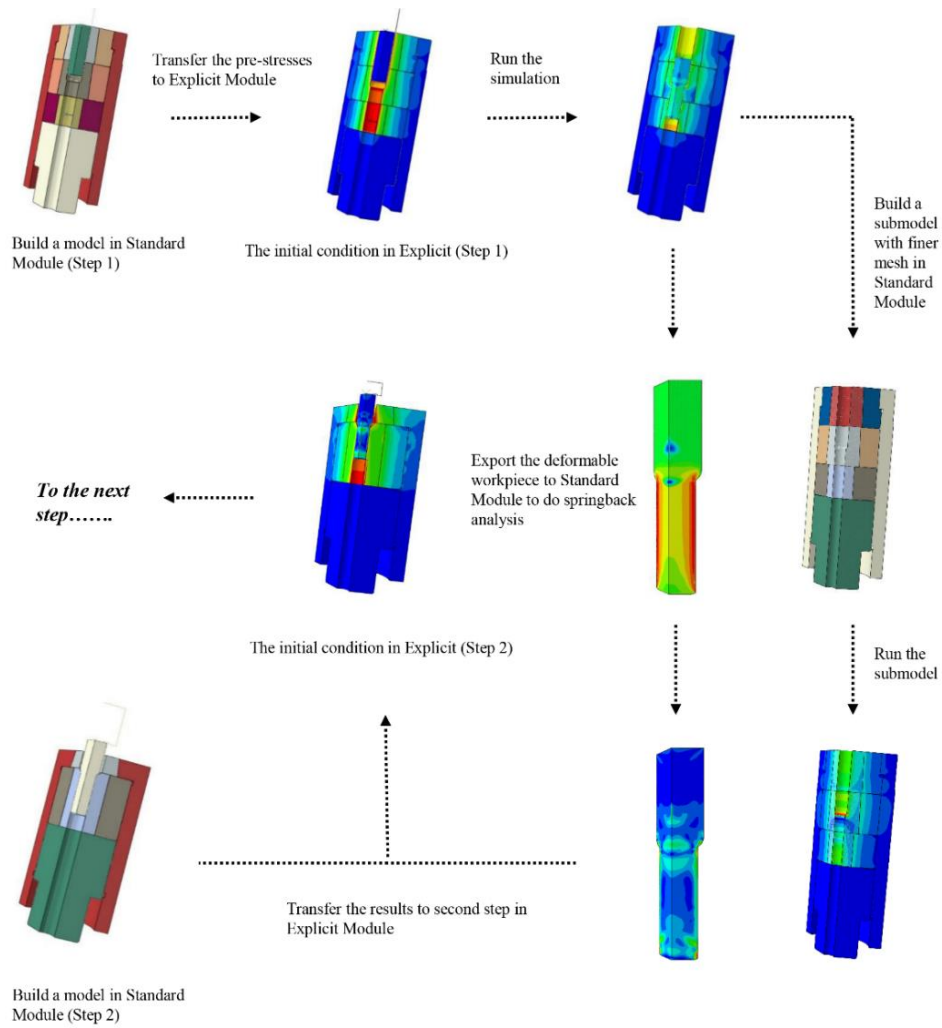 Transfer the pre-stresses
to Explicit Module
Run the
simulation
Build a model in Standard
Module (Step 1)
The initial condition in Explicit (Step 1)
Build a
submodel
with finer
mesh in
Standard
Module
To the next
step…….
Export the deformable
workpiece to Standard
Module to do springback
analysis
The initial condition in Explicit (Step 2)
Run the
submodel
Transfer the results to second step in
Explicit Module
Build a model in Standard
Module (Step 2)